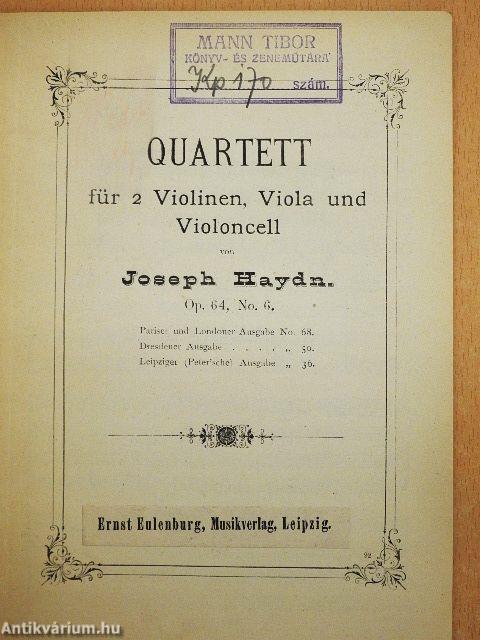 MANN TIBOR
KÖNYV- ÉS ZENEMŰTÁRA
Kp 170 szám.
QUARTETT
für 2 Violinen, Viola und
Violoncell
von
Joseph Haydn.
Op. 64, No. 6.
Pariser und Londoner Ausgabe No. 68.
Dresdener Ausgabe . . . . . „ 50.
Leipziger (Peter'sche) Ausgabe „ 36.
Ernst Eulenburg, Musikverlag, Leipzig.
92
Antikvárium.hu